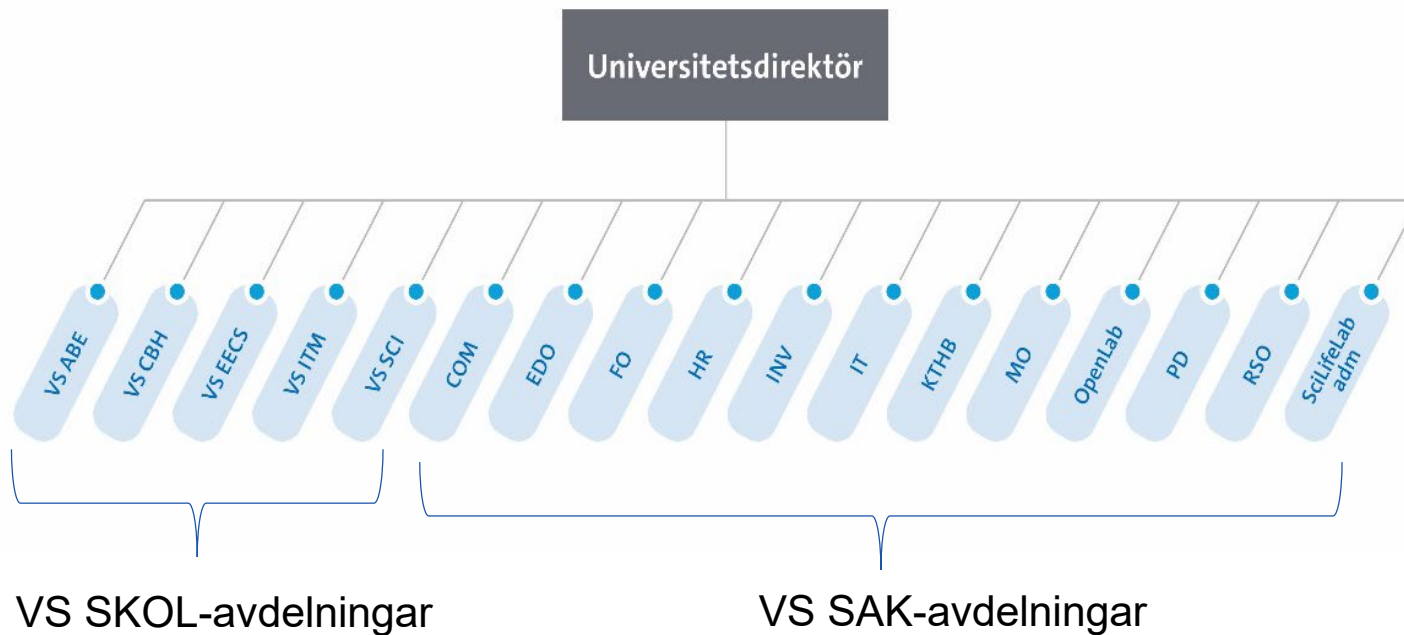 Universitetsdirektör
VS ABE
VS CBH
VS EECS
VS ITM
VS SCI
COM
EDO
FO
HR
INV
IT
KTHB
MO
OpenLab
PD
RSO
SciLifeLab
adm
VS SKOL-avdelningar
VS SAK-avdelningar